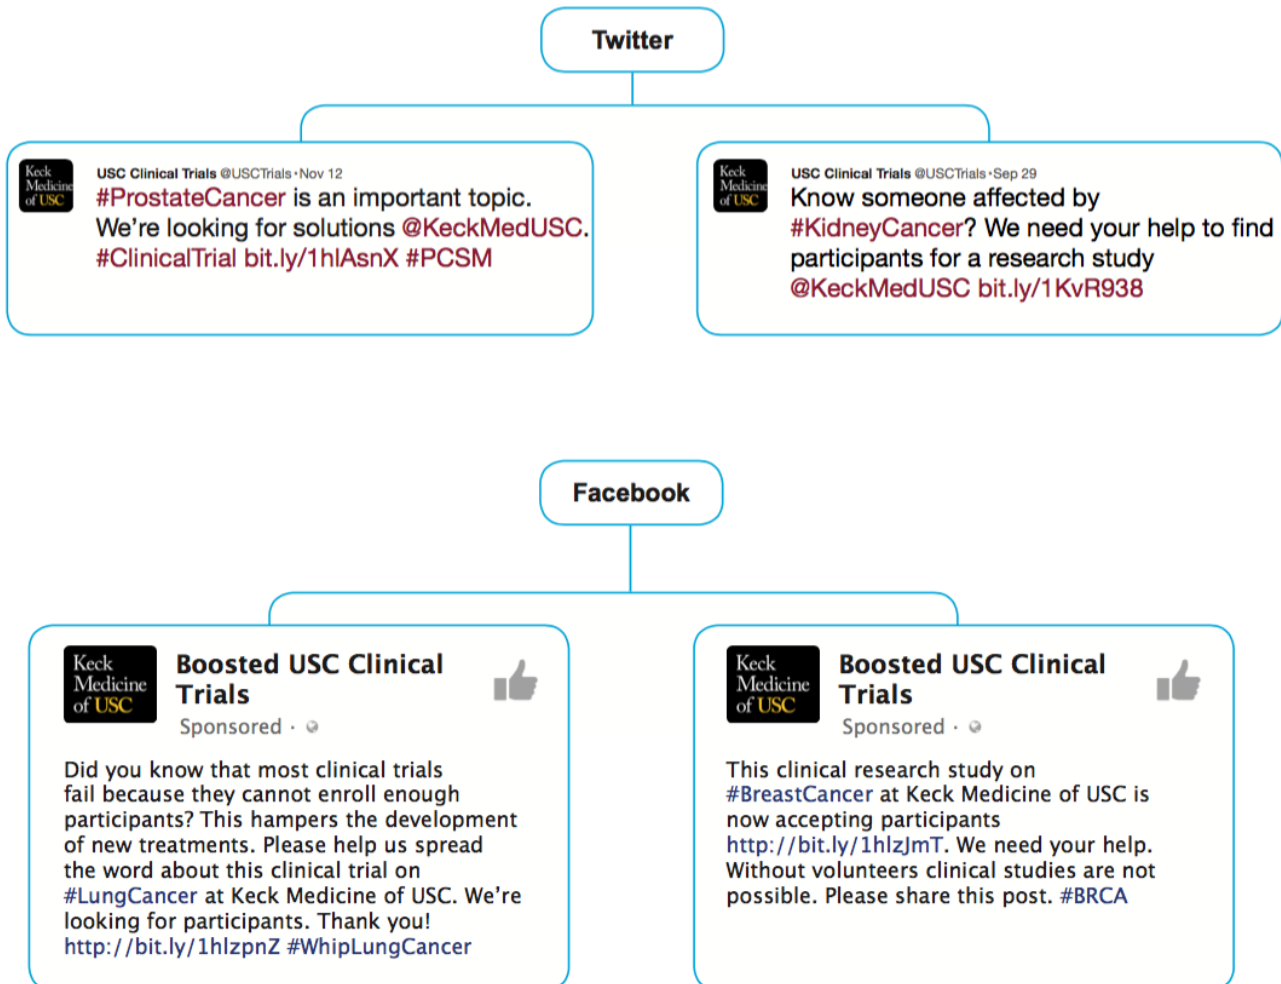 Twitter
Keck
Medicine
of USC
USC Clinical Trials @USCTrials·Nov 12
#ProstateCancer is an important topic.
We’re looking for solutions @KeckMedUSC.
#ClinicalTrial bit.ly/1hlAsnX #PCSM
Keck
Medicine
of USC
USC Clinical Trials @USCTrials·Sep 29
Know someone affected by
#KidneyCancer? We need your help to find
participants for a research study
@KeckMedUSC bit.ly/1KvR938
Facebook
Keck
Medicine
of USC
Boosted USC Clinical
Trials
Sponsored ·
Did you know that most clinical trials
fail because they cannot enroll enough
participants? This hampers the development
of new treatments. Please help us spread
the word about this clinical trial on
#LungCancer at Keck Medicine of USC. We’re
looking for participants. Thank you!
http://bit.ly/1hlzpnZ #WhipLungCancer
Keck
Medicine
of USC
Boosted USC Clinical
Trials
Sponsored ·
This clinical research study on
#BreastCancer at Keck Medicine of USC is
now accepting participants
http://bit.ly/1hlzJmT. We need your help.
Without volunteers clinical studies are not
possible. Please share this post. #BRCA